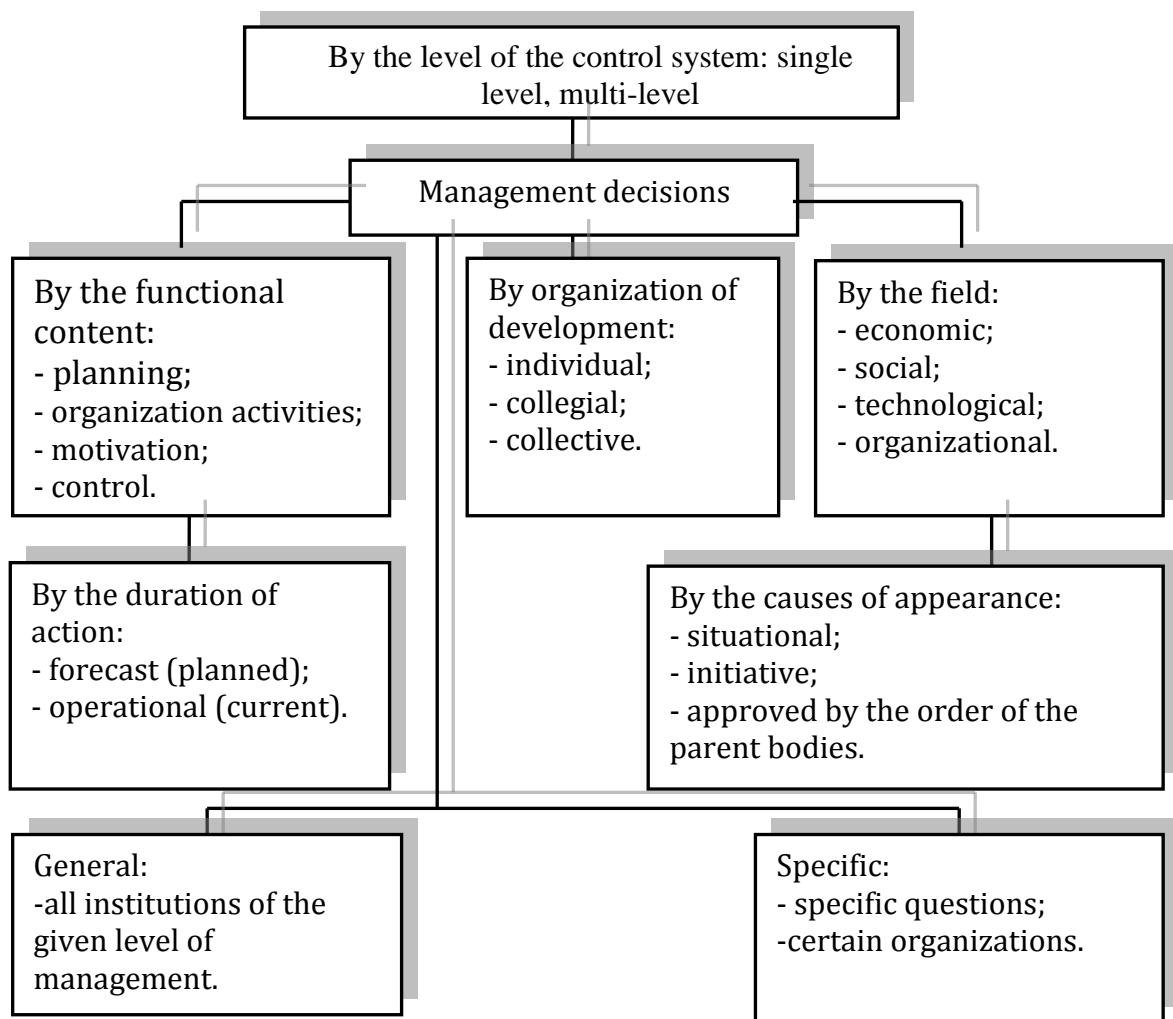 By the level of the control system: single
level, multi-level
Management decisions
By the functional
content:
- planning;
- organization activities;
- motivation;
- control.
By organization of
development:
- individual;
- collegial;
- collective.
By the field:
- economic;
- social;
- technological;
- organizational.
By the duration of
action:
- forecast (planned);
- operational (current).
By the causes of appearance:
- situational;
- initiative;
- approved by the order of the
parent bodies.
General:
-all institutions of the
given level of
management.
Specific:
- specific questions;
-certain organizations.